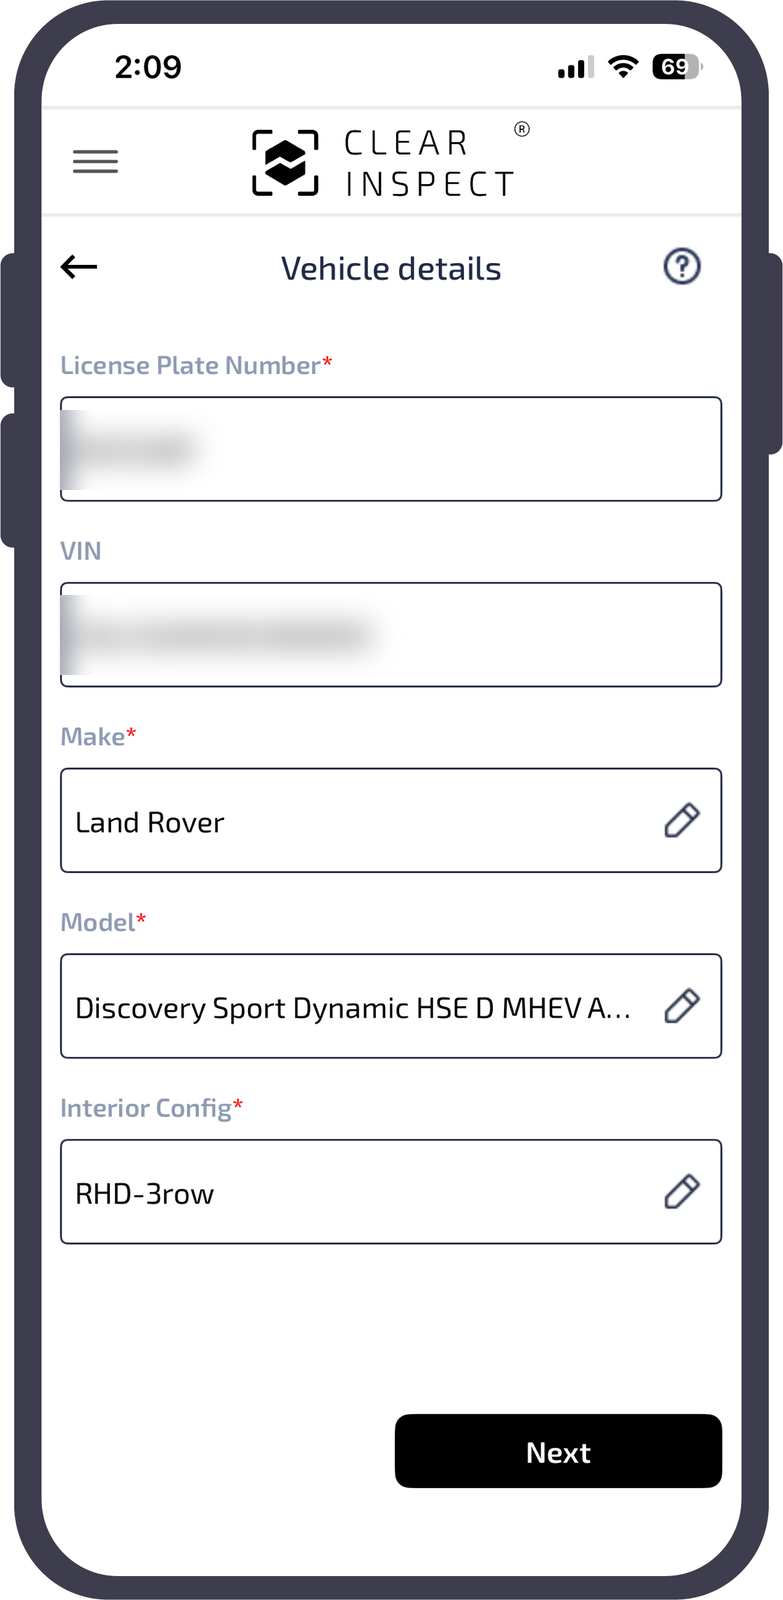 2:09
69
CLEAR ®
INSPECT
Vehicle details
License Plate Number*
VIN
Make*
Land Rover
Model*
Discovery Sport Dynamic HSE D MHEV A...
Interior Config*
RHD-3row
Next